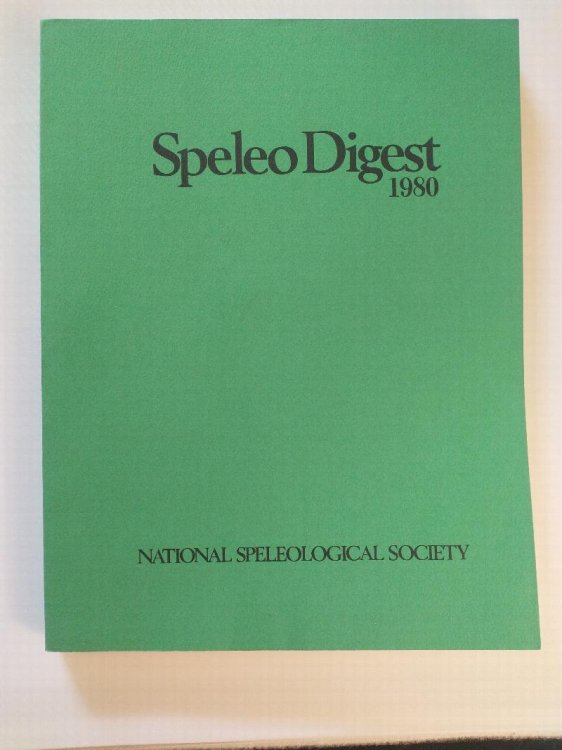 Speleo Digest
1980
NATIONAL SPELEOLOGICAL SOCIETY